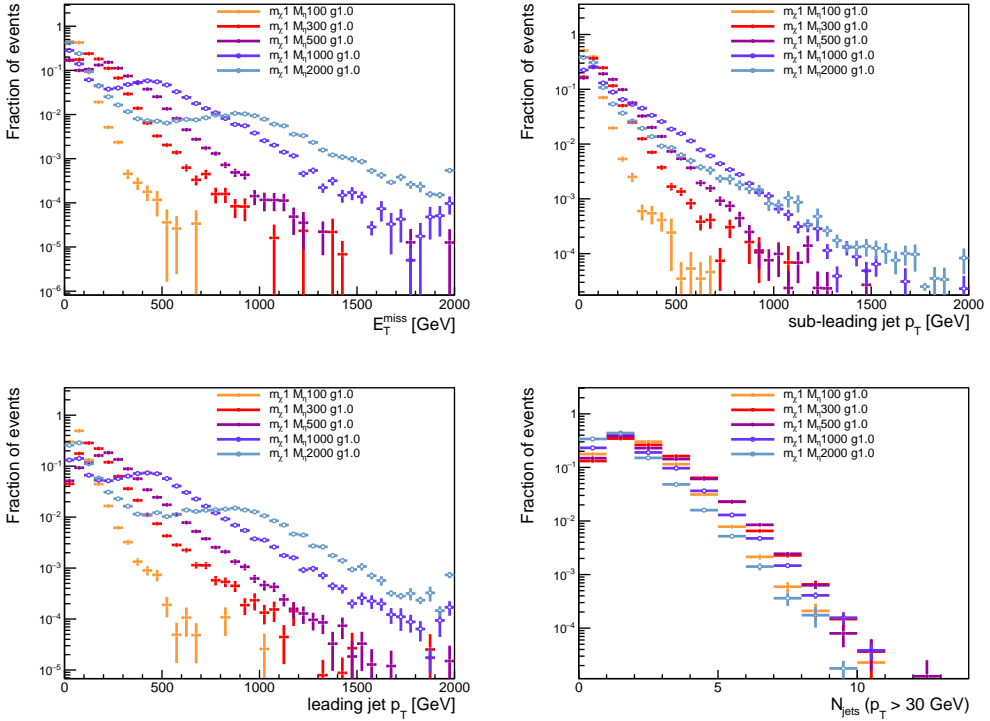 m_χ1 M_η100 g1.0
m_χ1 M_η300 g1.0
m_χ1 M_η500 g1.0
m_χ1 M_η1000 g1.0
m_χ1 M_η2000 g1.0
Fraction of events
1
10^-1
10^-2
10^-3
10^-4
10^-5
10^-6
0 500 1000 1500 2000
E_T^miss [GeV]
m_χ1 M_η100 g1.0
m_χ1 M_η300 g1.0
m_χ1 M_η500 g1.0
m_χ1 M_η1000 g1.0
m_χ1 M_η2000 g1.0
Fraction of events
1
10^-1
10^-2
10^-3
10^-4
0 500 1000 1500 2000
sub-leading jet p_T [GeV]
m_χ1 M_η100 g1.0
m_χ1 M_η300 g1.0
m_χ1 M_η500 g1.0
m_χ1 M_η1000 g1.0
m_χ1 M_η2000 g1.0
Fraction of events
1
10^-1
10^-2
10^-3
10^-4
10^-5
0 500 1000 1500 2000
leading jet p_T [GeV]
m_χ1 M_η100 g1.0
m_χ1 M_η300 g1.0
m_χ1 M_η500 g1.0
m_χ1 M_η1000 g1.0
m_χ1 M_η2000 g1.0
Fraction of events
1
10^-1
10^-2
10^-3
10^-4
0 5 10
N_jets (p_T > 30 GeV)